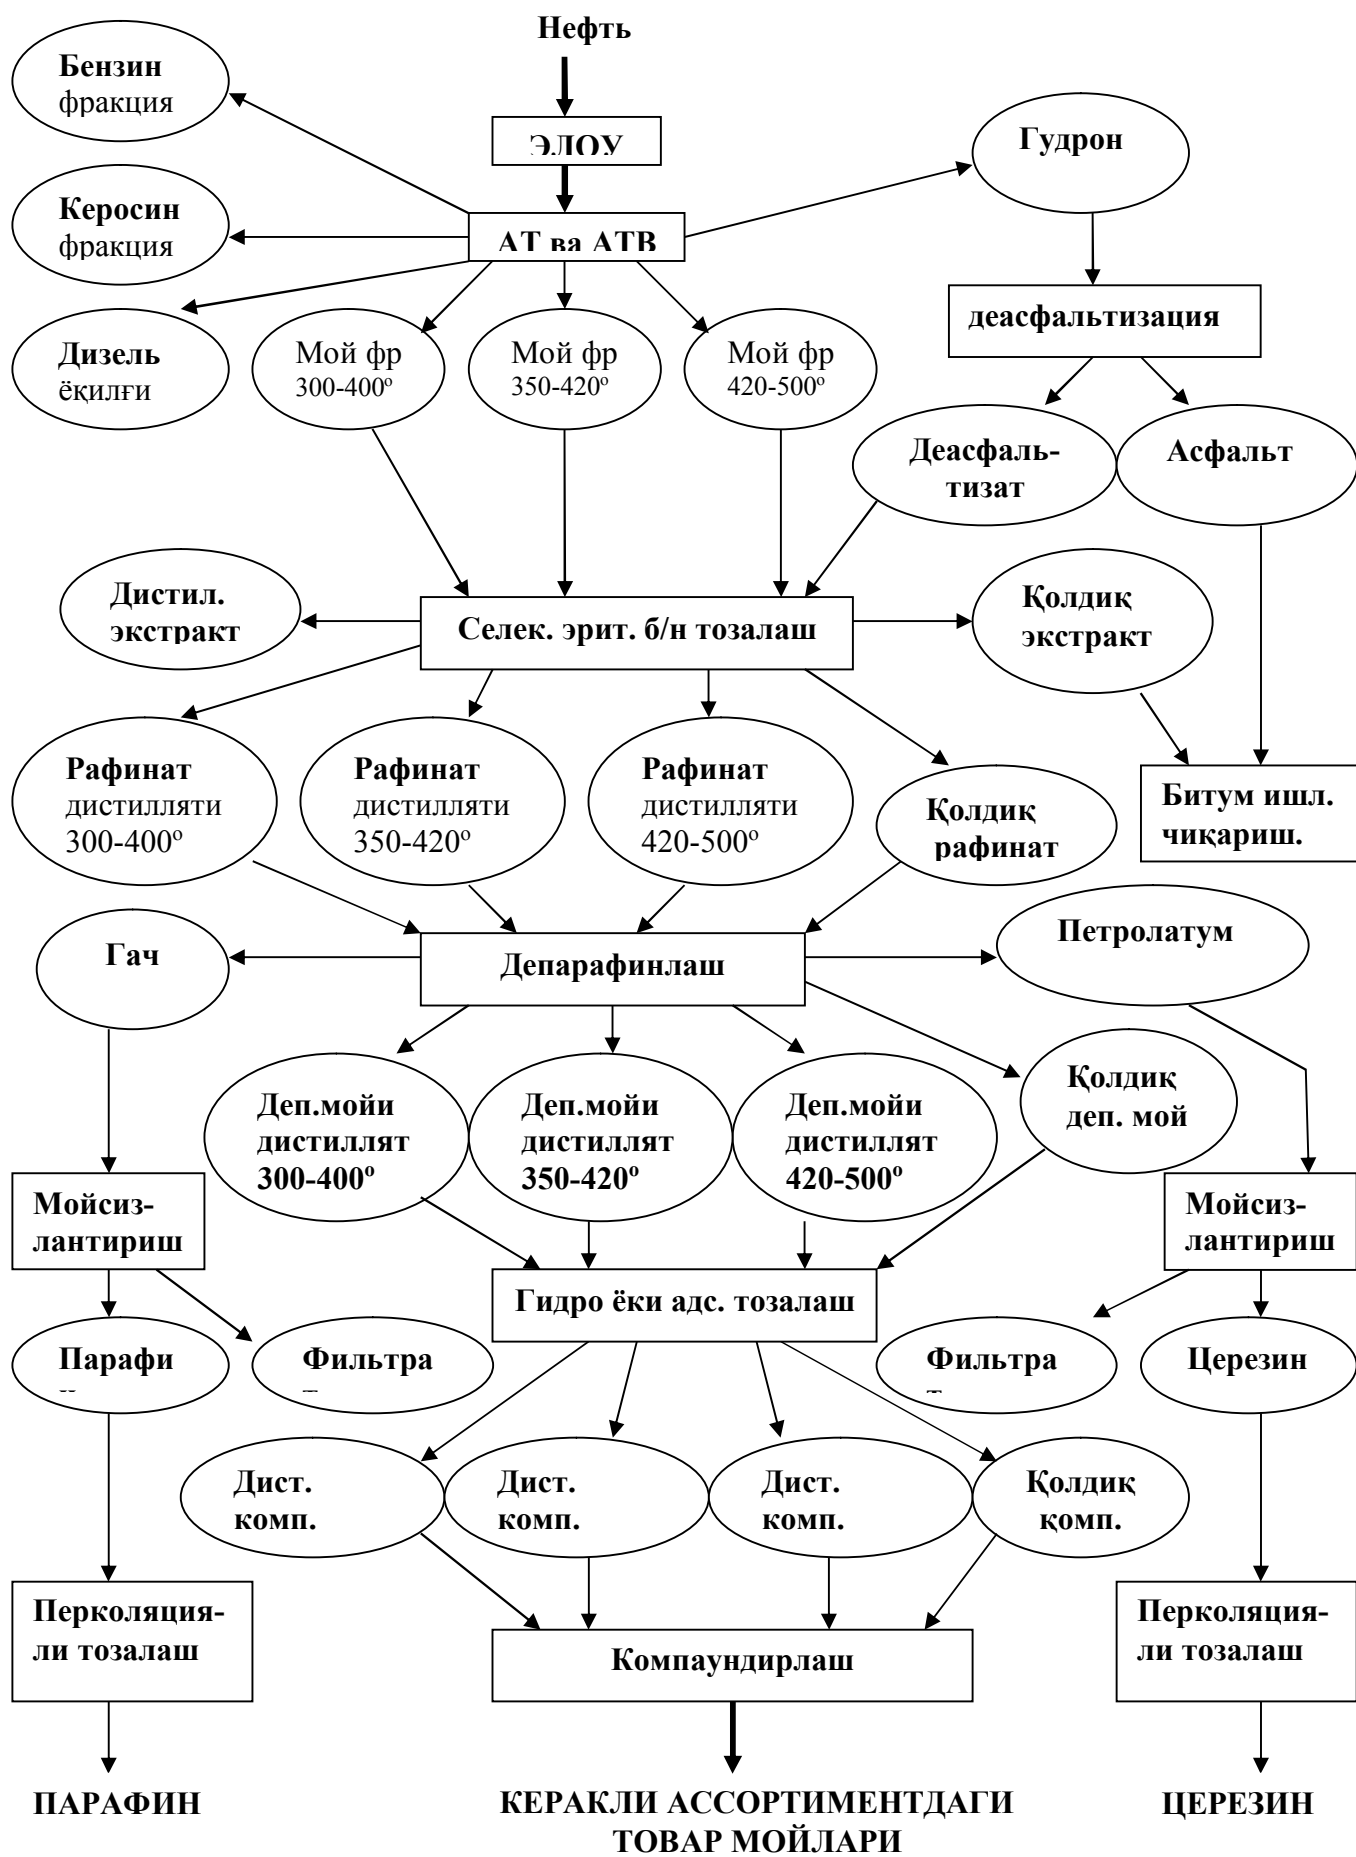 Нефть
Бензин
фракция
ЭЛОУ
Гудрон
Керосин
фракция
АТ ва АТВ
деасфальтизация
Дизель
ёқилғи
Мой фр
300-400º
Мой фр
350-420º
Мой фр
420-500º
Деасфаль-
тизат
Асфальт
Дистил.
экстракт
Селек. эрит. б/н тозалаш
Қолдиқ
экстракт
Рафинат
дистилляти
300-400º
Рафинат
дистилляти
350-420º
Рафинат
дистилляти
420-500º
Қолдиқ
рафинат
Битум ишл.
чиқариш.
Гач
Депарафинлаш
Петролатум
Деп.мойи
дистиллят
300-400º
Деп.мойи
дистиллят
350-420º
Деп.мойи
дистиллят
420-500º
Қолдиқ
деп. мой
Мойсиз-
лантириш
Гидро ёки адс. тозалаш
Мойсиз-
лантириш
Парафи
Фильтра
Фильтра
Церезин
Дист.
комп.
Дист.
комп.
Дист.
комп.
Қолдиқ
қомп.
Перколяция-
ли тозалаш
Компаундирлаш
Перколяция-
ли тозалаш
ПАРАФИН
КЕРАКЛИ АССОРТИМЕНТДАГИ
ТОВАР МОЙЛАРИ
ЦЕРЕЗИН